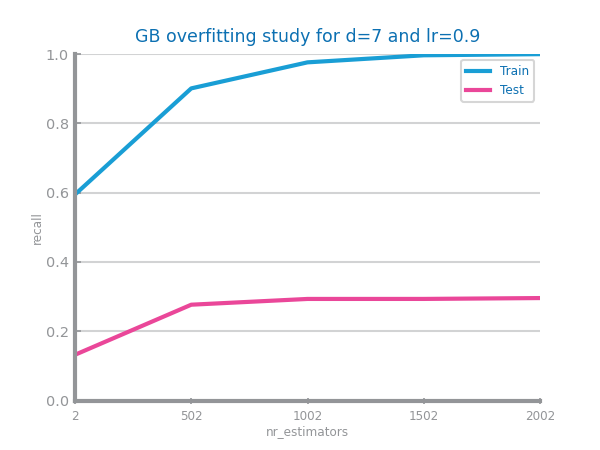 GB overfitting study for d=7 and lr=0.9
1.0
0.8
0.6
0.4
0.2
0.0
recall
Train
Test
2 502 1002 1502 2002
nr_estimators